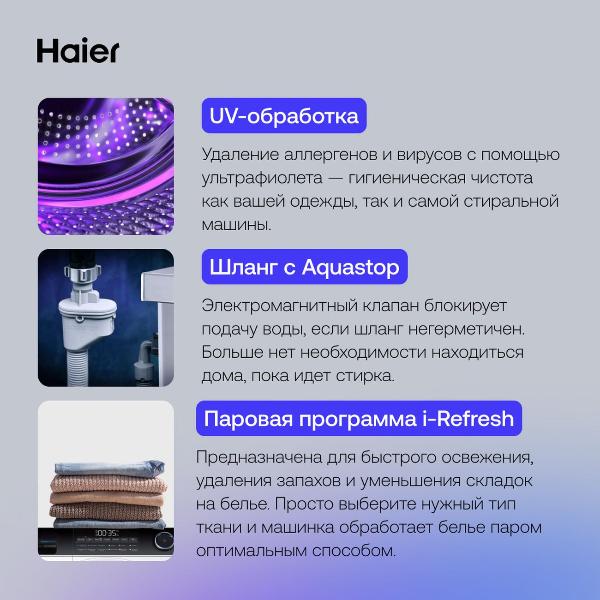 Haier
UV-обработка
Удаление аллергенов и вирусов с помощью
ультрафиолета — гигиеническая чистота
как вашей одежды, так и самой стиральной
машины.
Шланг с Aquastop
Электромагнитный клапан блокирует
подачу воды, если шланг негерметичен.
Больше нет необходимости находиться
дома, пока идет стирка.
Паровая программа i-Refresh
Предназначена для быстрого освежения,
удаления запахов и уменьшения складок
на белье. Просто выберите нужный тип
ткани и машинка обработает белье паром
оптимальным способом.